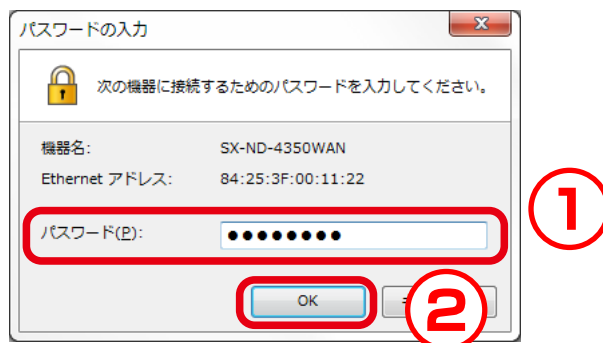 パスワードの入力
次の機器に接続するためのパスワードを入力してください。
機器名: SX-ND-4350WAN
Ethernet アドレス: 84:25:3F:00:11:22
パスワード(P): ●●●●●●●●
①
OK
②